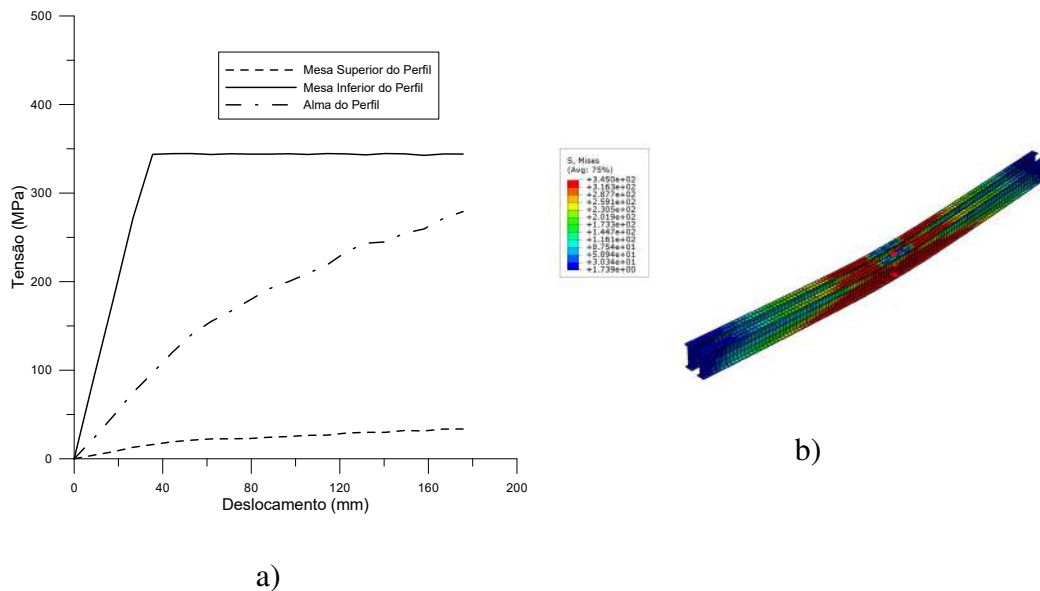 500
400
300
200
100
0
Tensão (MPa)
Mesa Superior do Perfil
Mesa Inferior do Perfil
Alma do Perfil
0 40 80 120 160 200
Deslocamento (mm)
a)
S, Mises
(Avg: 75%)
+3.450e+02
+3.163e+02
+2.877e+02
+2.591e+02
+2.305e+02
+2.019e+02
+1.733e+02
+1.447e+02
+1.161e+02
+8.754e+01
+5.894e+01
+3.034e+01
+1.739e+00
b)